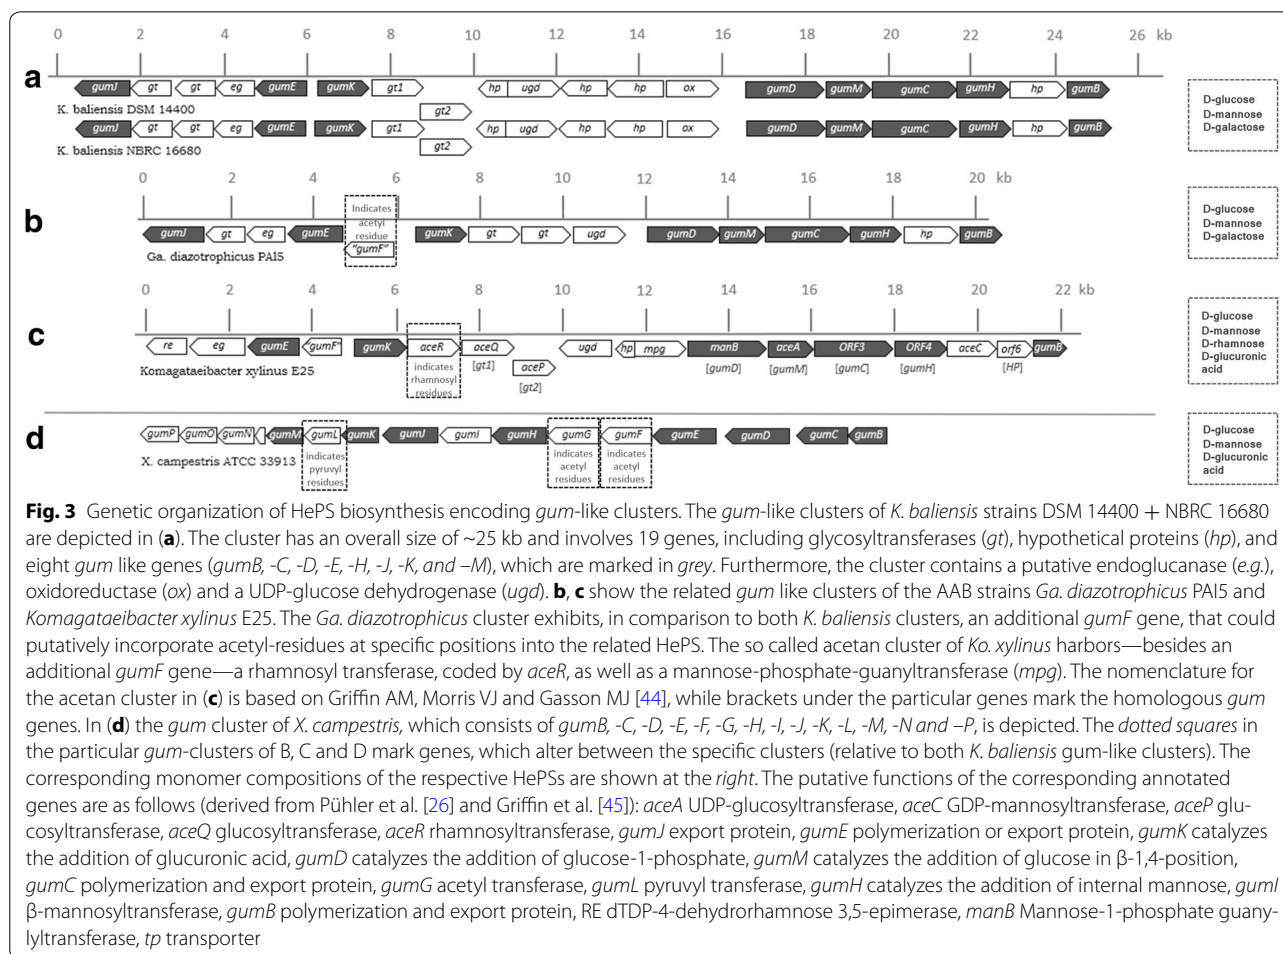 0 2 4 6 8 10 12 14 16 18 20 22 24 26 kb
a
gumJ gt gt eg gumE gumK gt1 hp ugd hp hp ox gumD gumM gumC gumH hp gumB
K. baliensis DSM 14400
gt2
gumJ gt gt eg gumE gumK gt1 hp ugd hp hp ox gumD gumM gumC gumH hp gumB
K. baliensis NBRC 16680
gt2
D-glucose
D-mannose
D-galactose
0 2 4 6 8 10 12 14 16 18 20 kb
b
Indicates
acetyl
residue
gumJ gt eg gumE gumK gt gt ugd gumD gumM gumC gumH hp gumB
"gumF"
Ga. diazotrophicus PAI5
D-glucose
D-mannose
D-galactose
0 2 4 6 8 10 12 14 16 18 20 22 kb
c
re eg gumE "gumF" gumK aceR aceQ ugd hp mpg manB aceA ORF3 ORF4 aceC orf6 gumB
[gt1] [gumD] [gumM] [gumC] [gumH] [HP]
aceP
[gt2]
indicates
rhamnosyl
residues
Komagataeibacter xylinus E25
D-glucose
D-mannose
D-rhamnose
D-glucuronic
acid
d
gumP gumO gumN gumM gumL gumK gumJ gumI gumH gumG gumF gumE gumD gumC gumB
X. campestris ATCC 33913
indicates
pyruvyl
residues
indicates
acetyl
residues
indicates
acetyl
residues
D-glucose
D-mannose
D-glucuronic
acid
Fig. 3 Genetic organization of HePS biosynthesis encoding gum-like clusters. The gum-like clusters of K. baliensis strains DSM 14400 + NBRC 16680
are depicted in (a). The cluster has an overall size of ~25 kb and involves 19 genes, including glycosyltransferases (gt), hypothetical proteins (hp), and
eight gum like genes (gumB, -C, -D, -E, -H, -J, -K, and –M), which are marked in grey. Furthermore, the cluster contains a putative endoglucanase (e.g.),
oxidoreductase (ox) and a UDP-glucose dehydrogenase (ugd). b, c show the related gum like clusters of the AAB strains Ga. diazotrophicus PAI5 and
Komagataeibacter xylinus E25. The Ga. diazotrophicus cluster exhibits, in comparison to both K. baliensis clusters, an additional gumF gene, that could
putatively incorporate acetyl-residues at specific positions into the related HePS. The so called acetan cluster of Ko. xylinus harbors—besides an
additional gumF gene—a rhamnosyl transferase, coded by aceR, as well as a mannose-phosphate-guanyltransferase (mpg). The nomenclature for
the acetan cluster in (c) is based on Griffin AM, Morris VJ and Gasson MJ [44], while brackets under the particular genes mark the homologous gum
genes. In (d) the gum cluster of X. campestris, which consists of gumB, -C, -D, -E, -F, -G, -H, -I, -J, -K, -L, -M, -N and –P, is depicted. The dotted squares in
the particular gum-clusters of B, C and D mark genes, which alter between the specific clusters (relative to both K. baliensis gum-like clusters). The
corresponding monomer compositions of the respective HePSs are shown at the right. The putative functions of the corresponding annotated
genes are as follows (derived from Pühler et al. [26] and Griffin et al. [45]): aceA UDP-glucosyltransferase, aceC GDP-mannosyltransferase, aceP glu-
cosyltransferase, aceQ glucosyltransferase, aceR rhamnosyltransferase, gumJ export protein, gumE polymerization or export protein, gumK catalyzes
the addition of glucuronic acid, gumD catalyzes the addition of glucose-1-phosphate, gumM catalyzes the addition of glucose in β-1,4-position,
gumC polymerization and export protein, gumG acetyl transferase, gumL pyruvyl transferase, gumH catalyzes the addition of internal mannose, gumI
β-mannosyltransferase, gumB polymerization and export protein, RE dTDP-4-dehydrorhamnose 3,5-epimerase, manB Mannose-1-phosphate guany-
lyltransferase, tp transporter